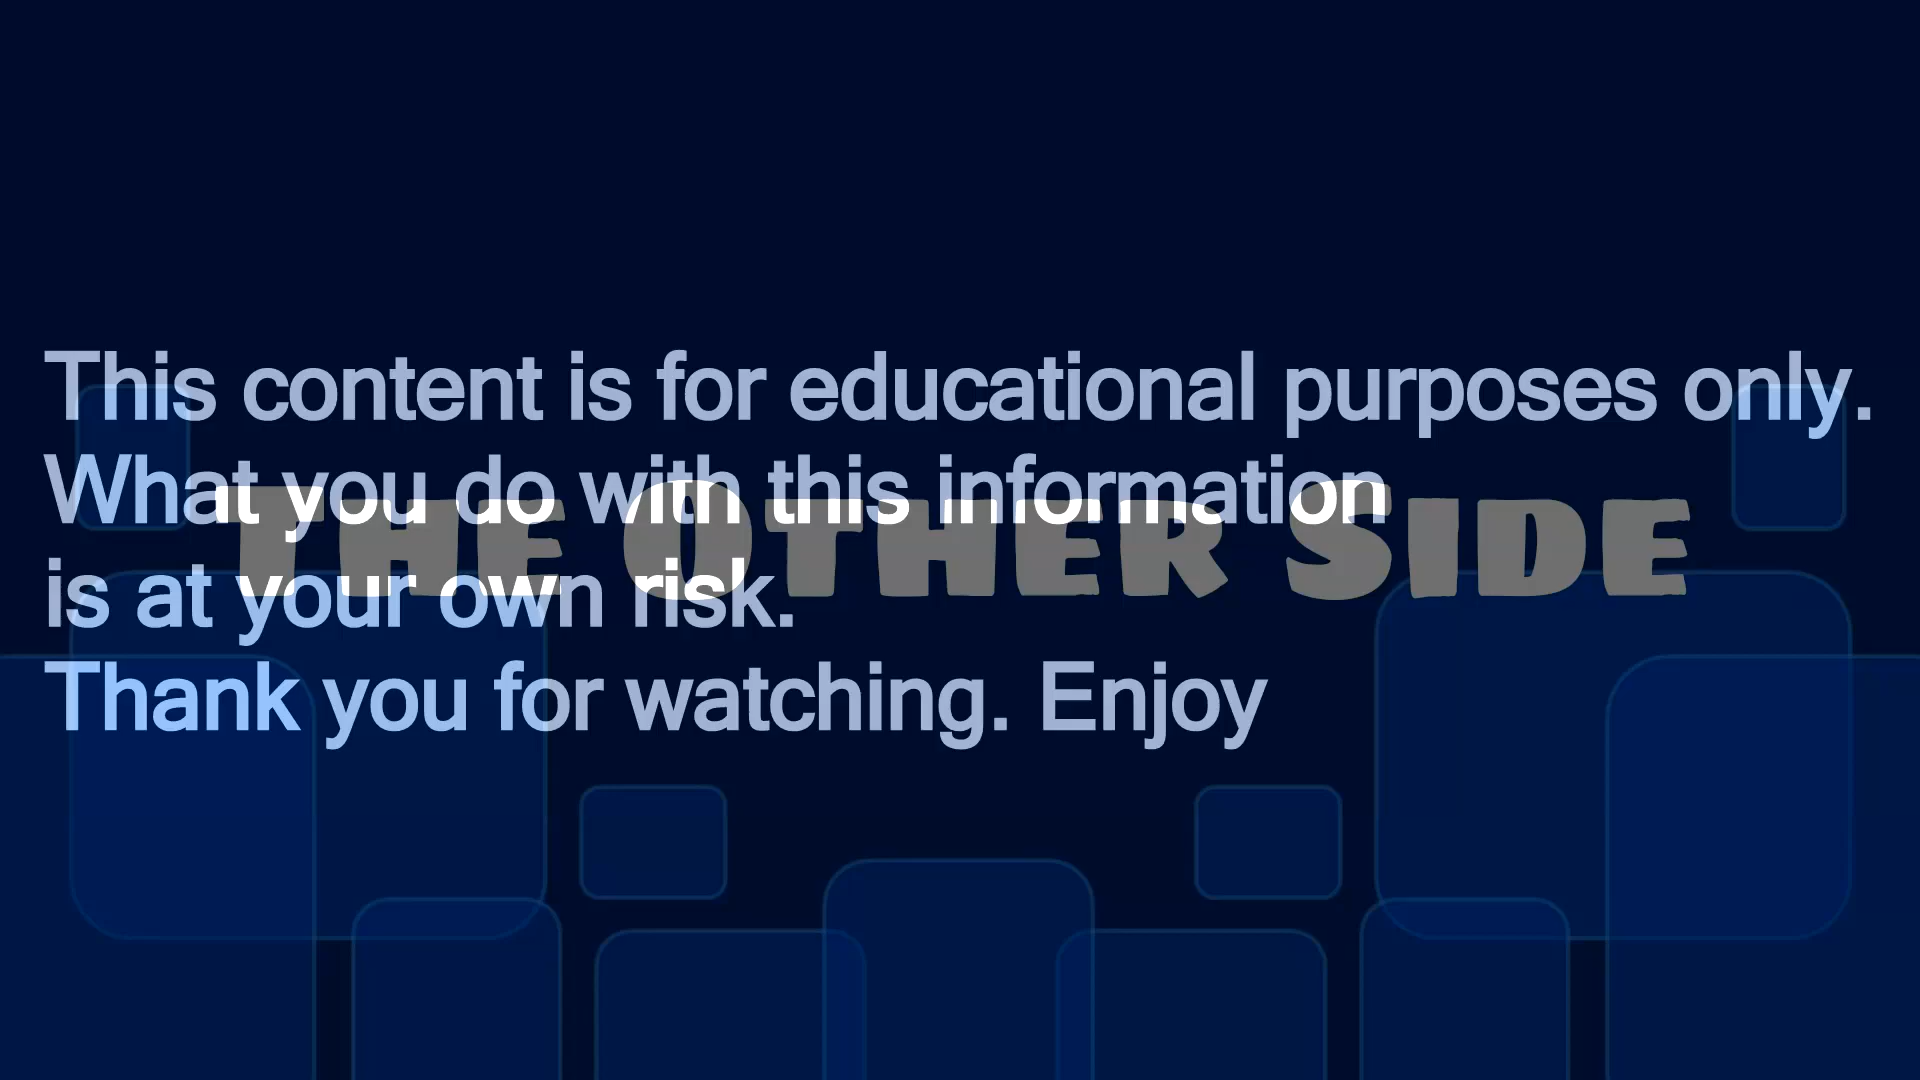 This content is for educational purposes only.
What you do with this information
The Other Side
is at your own risk.
Thank you for watching. Enjoy